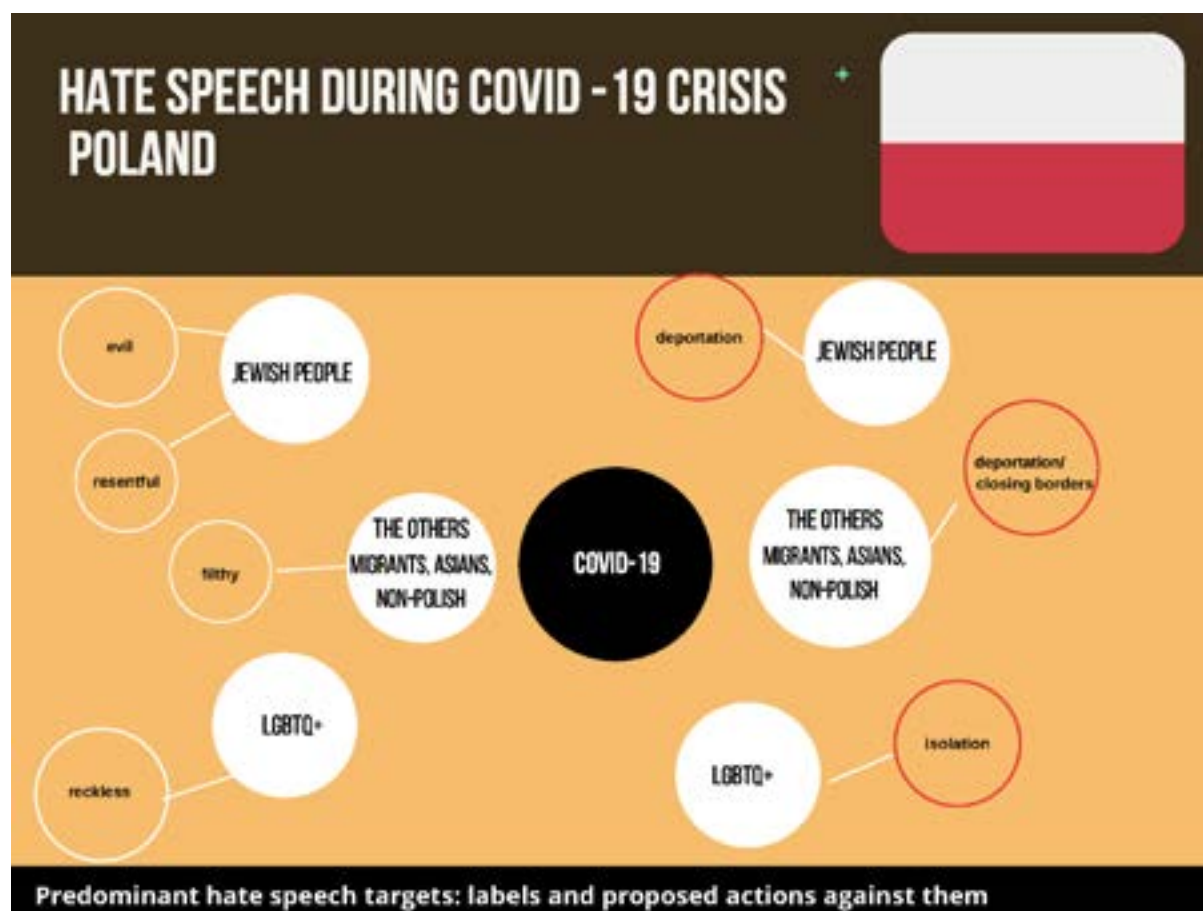 HATE SPEECH DURING COVID -19 CRISIS
POLAND
evil
JEWISH PEOPLE
resentful
filthy
THE OTHERS
MIGRANTS, ASIANS,
NON-POLISH
LGBTQ+
reckless
COVID-19
deportation
JEWISH PEOPLE
deportation/
closing borders
THE OTHERS
MIGRANTS, ASIANS,
NON-POLISH
LGBTQ+
isolation
Predominant hate speech targets: labels and proposed actions against them